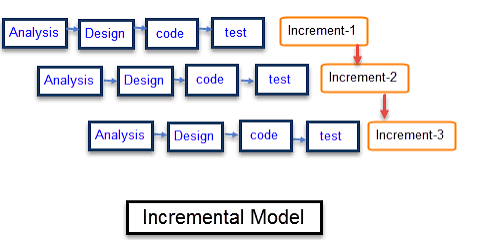 Analysis Design code test Increment-1
Analysis Design code test Increment-2
Analysis Design code test Increment-3
Incremental Model